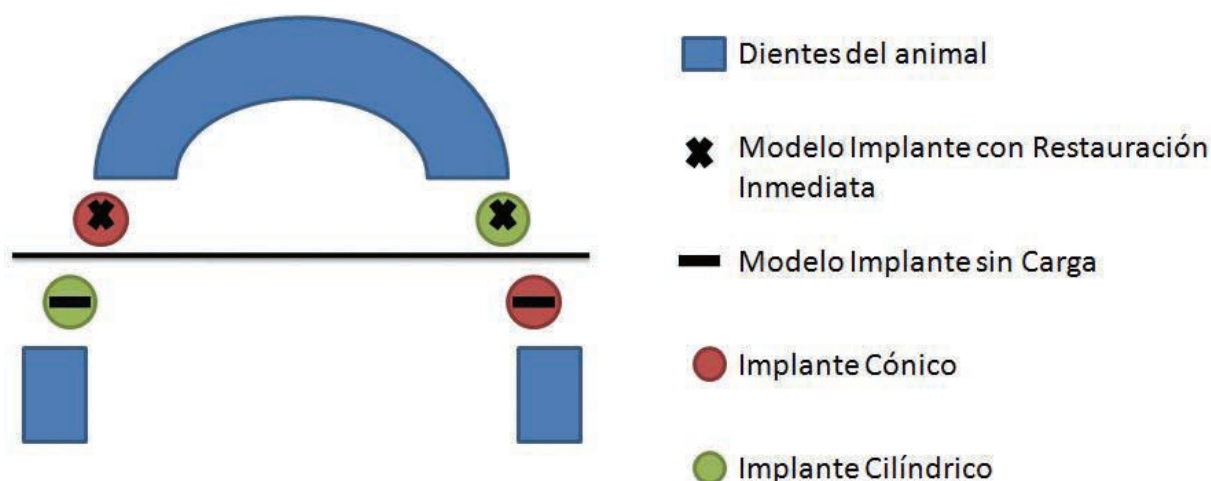 Dientes del animal
Modelo Implante con Restauración
Inmediata
Modelo Implante sin Carga
Implante Cónico
Implante Cilíndrico